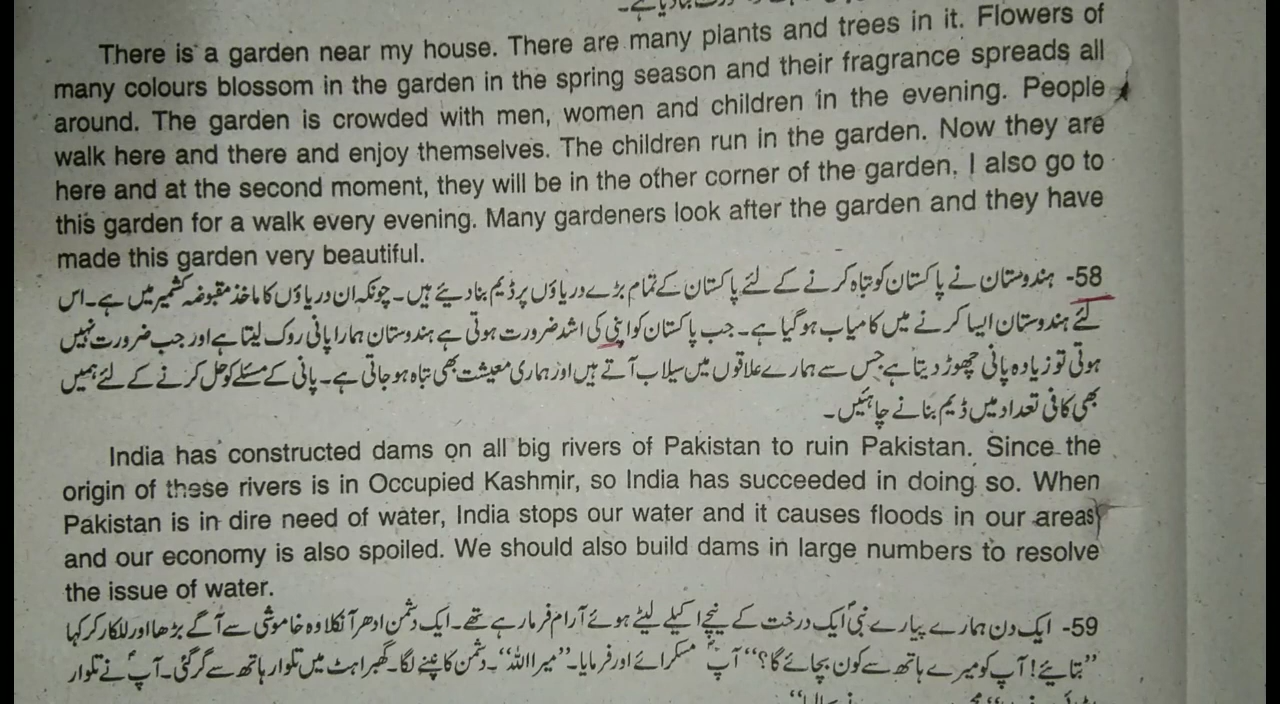 There is a garden near my house. There are many plants and trees in it. Flowers of
many colours blossom in the garden in the spring season and their fragrance spreads all
around. The garden is crowded with men, women and children in the evening. People
walk here and there and enjoy themselves. The children run in the garden. Now they are
here and at the second moment, they will be in the other corner of the garden. I also go to
this garden for a walk every evening. Many gardeners look after the garden and they have
made this garden very beautiful.
58- ہندوستان نے پاکستان کو تباہ کرنے کے لئے پاکستان کے تمام بڑے دریاؤں پر ڈیم بنا دیئے ہیں۔ چونکہ ان دریاؤں کا ماخذ مقبوضہ کشمیر میں ہے۔ اس
لئے ہندوستان ایسا کرنے میں کامیاب ہو گیا ہے۔ جب پاکستان کو اپنی کی اشد ضرورت ہوتی ہے ہندوستان ہمارا پانی روک لیتا ہے اور جب ضرورت نہیں
ہوتی تو زیادہ پانی چھوڑ دیتا ہے جس سے ہمارے علاقوں میں سیلاب آتے ہیں اور ہماری معیشت بھی تباہ ہو جاتی ہے۔ پانی کے مسئلے کو حل کرنے کے لئے ہمیں
بھی کافی تعداد میں ڈیم بنانے چاہئیں۔
India has constructed dams on all big rivers of Pakistan to ruin Pakistan. Since the
origin of these rivers is in Occupied Kashmir, so India has succeeded in doing so. When
Pakistan is in dire need of water, India stops our water and it causes floods in our areas
and our economy is also spoiled. We should also build dams in large numbers to resolve
the issue of water.
59- ایک دن ہمارے پیارے نبیؐ ایک درخت کے نیچے اکیلے لیٹے ہوئے آرام فرما رہے تھے۔ ایک دشمن ادھر آ نکلا وہ خاموشی سے آگے بڑھا اور للکار کر کہا
”بتائیے! آپ کو میرے ہاتھ سے کون بچائے گا؟“ آپؐ مسکرائے اور فرمایا۔ ”میرا اللہ“۔ دشمن کانپنے لگا۔ گھبراہٹ میں تلوار ہاتھ سے گر گئی۔ آپؐ نے تلوار